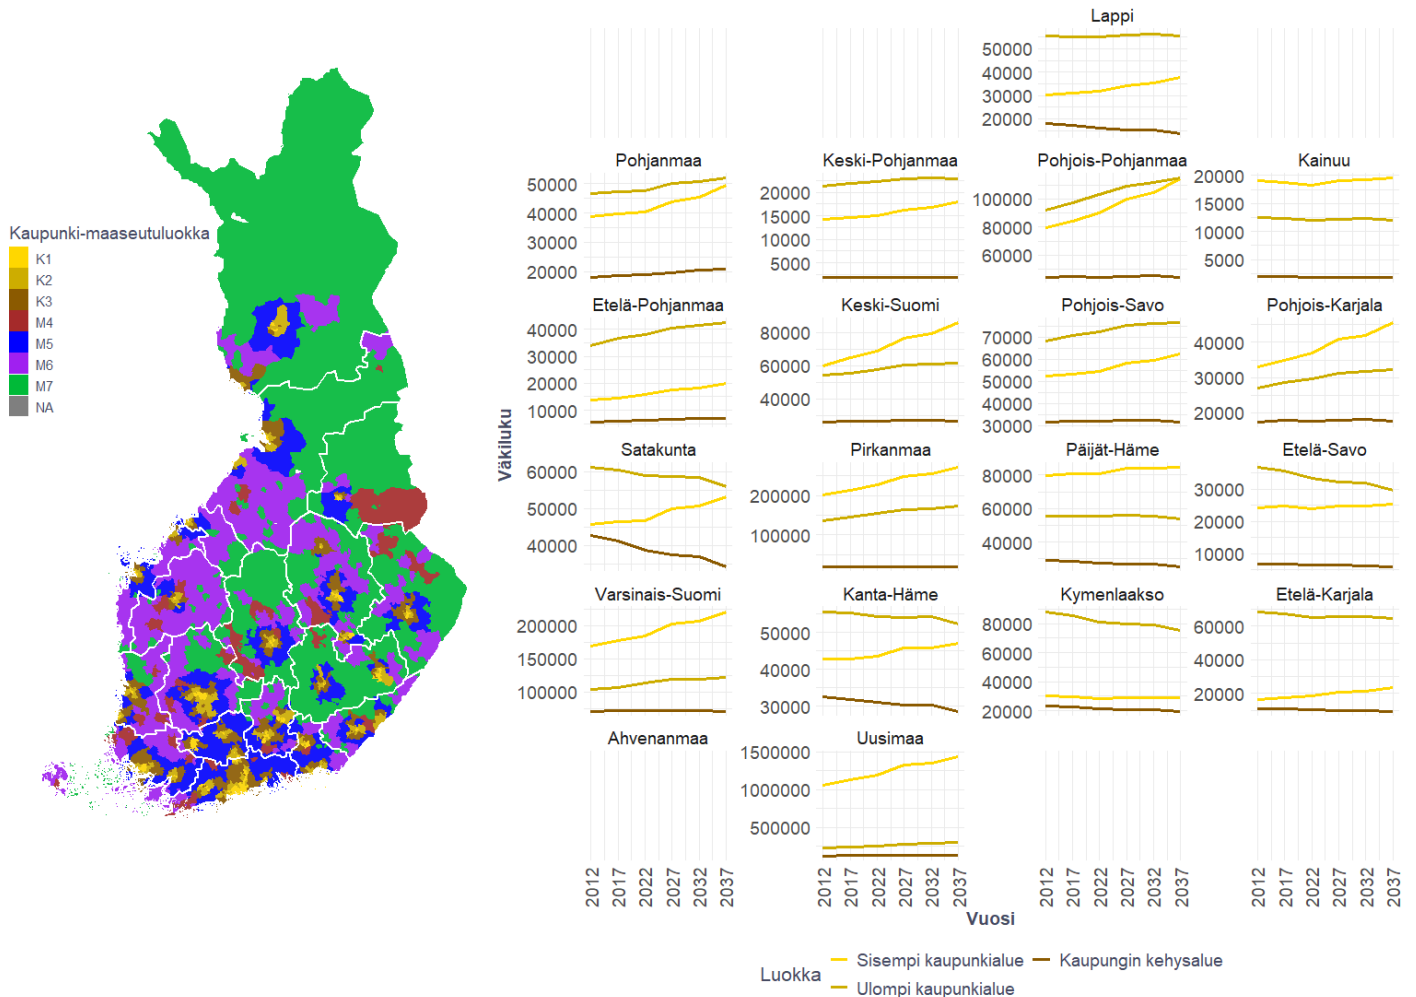 Kaupunki-maaseutuluokka
K1
K2
K3
M4
M5
M6
M7
NA
Väkiluku
Lappi
50000
40000
30000
20000
Pohjanmaa
50000
40000
30000
20000
Keski-Pohjanmaa
20000
15000
10000
5000
Pohjois-Pohjanmaa
100000
80000
60000
Kainuu
20000
15000
10000
5000
Etelä-Pohjanmaa
40000
30000
20000
10000
Keski-Suomi
80000
60000
40000
Pohjois-Savo
70000
60000
50000
40000
30000
Pohjois-Karjala
40000
30000
20000
Satakunta
60000
50000
40000
Pirkanmaa
200000
100000
Päijät-Häme
80000
60000
40000
Etelä-Savo
30000
20000
10000
Varsinais-Suomi
200000
150000
100000
Kanta-Häme
50000
40000
30000
Kymenlaakso
80000
60000
40000
20000
Etelä-Karjala
60000
40000
20000
Ahvenanmaa
Uusimaa
1500000
1000000
500000
2012 2017 2022 2027 2032 2037
2012 2017 2022 2027 2032 2037
2012 2017 2022 2027 2032 2037
2012 2017 2022 2027 2032 2037
Vuosi
Luokka
Sisempi kaupunkialue
Kaupungin kehysalue
Ulompi kaupunkialue